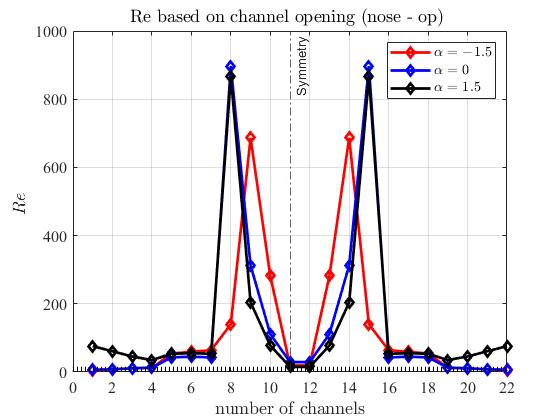 Re based on channel opening (nose - op)
1000
800
600
400
200
0
Re
Symmetry
α = −1.5
α = 0
α = 1.5
0 2 4 6 8 10 12 14 16 18 20 22
number of channels